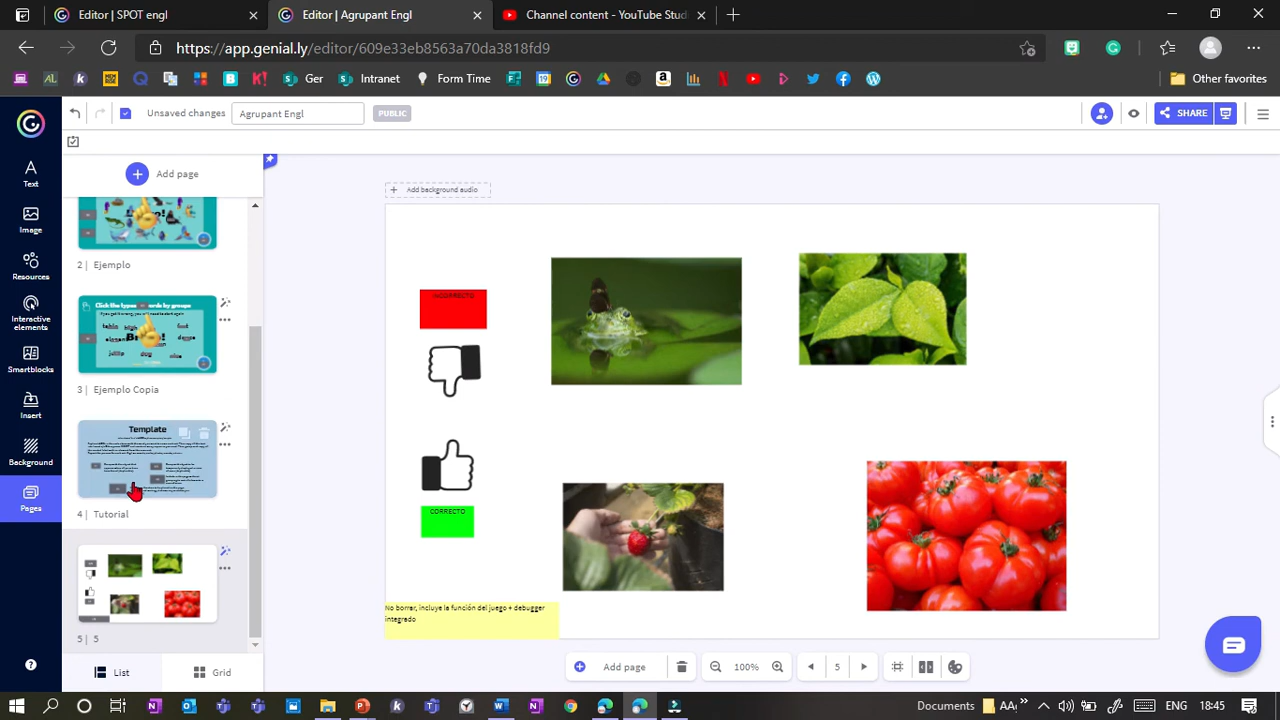 Editor | SPOT engl
Editor | Agrupant Engl
Channel content - YouTube Studi
https://app.genial.ly/editor/609e33eb8563a70da3818fd9
Ger
Intranet
Form Time
Other favorites
Unsaved changes
Agrupant Engl
PUBLIC
SHARE
Add page
Text
Image
Resources
Interactive
elements
Smartblocks
Insert
Background
Pages
2 | Ejemplo
3 | Ejemplo Copia
Template
4 | Tutorial
5 | 5
List
Grid
Add background audio
INCORRECTO
CORRECTO
No borrar, incluye la función del juego + debugger
integrado
Add page
100%
5
Documents
ENG
18:45